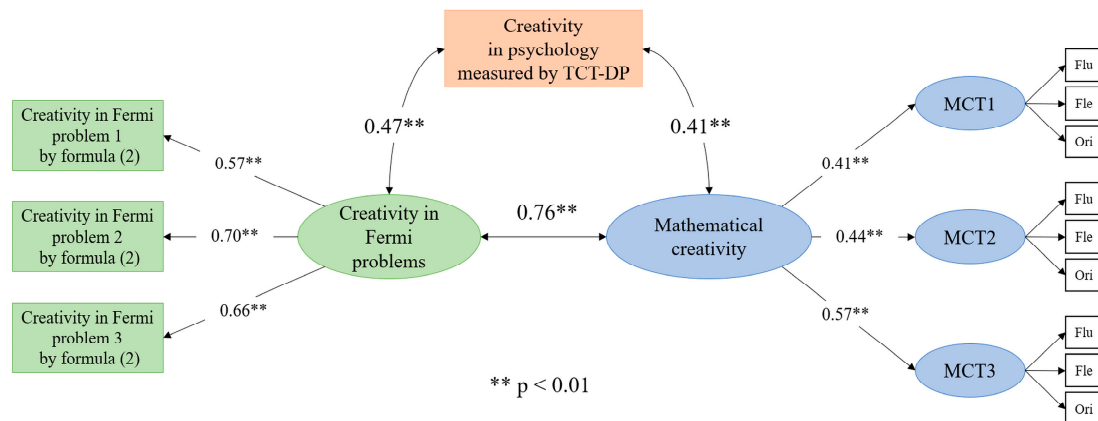 Creativity
in psychology
measured by TCT-DP
Creativity in Fermi
problem 1
by formula (2)
Creativity in Fermi
problem 2
by formula (2)
Creativity in Fermi
problem 3
by formula (2)
0.57**
0.70**
0.66**
0.47**
0.41**
Creativity in
Fermi
problems
0.76**
Mathematical
creativity
0.41**
0.44**
0.57**
MCT1
Flu
Fle
Ori
MCT2
Flu
Fle
Ori
MCT3
Flu
Fle
Ori
** p < 0.01